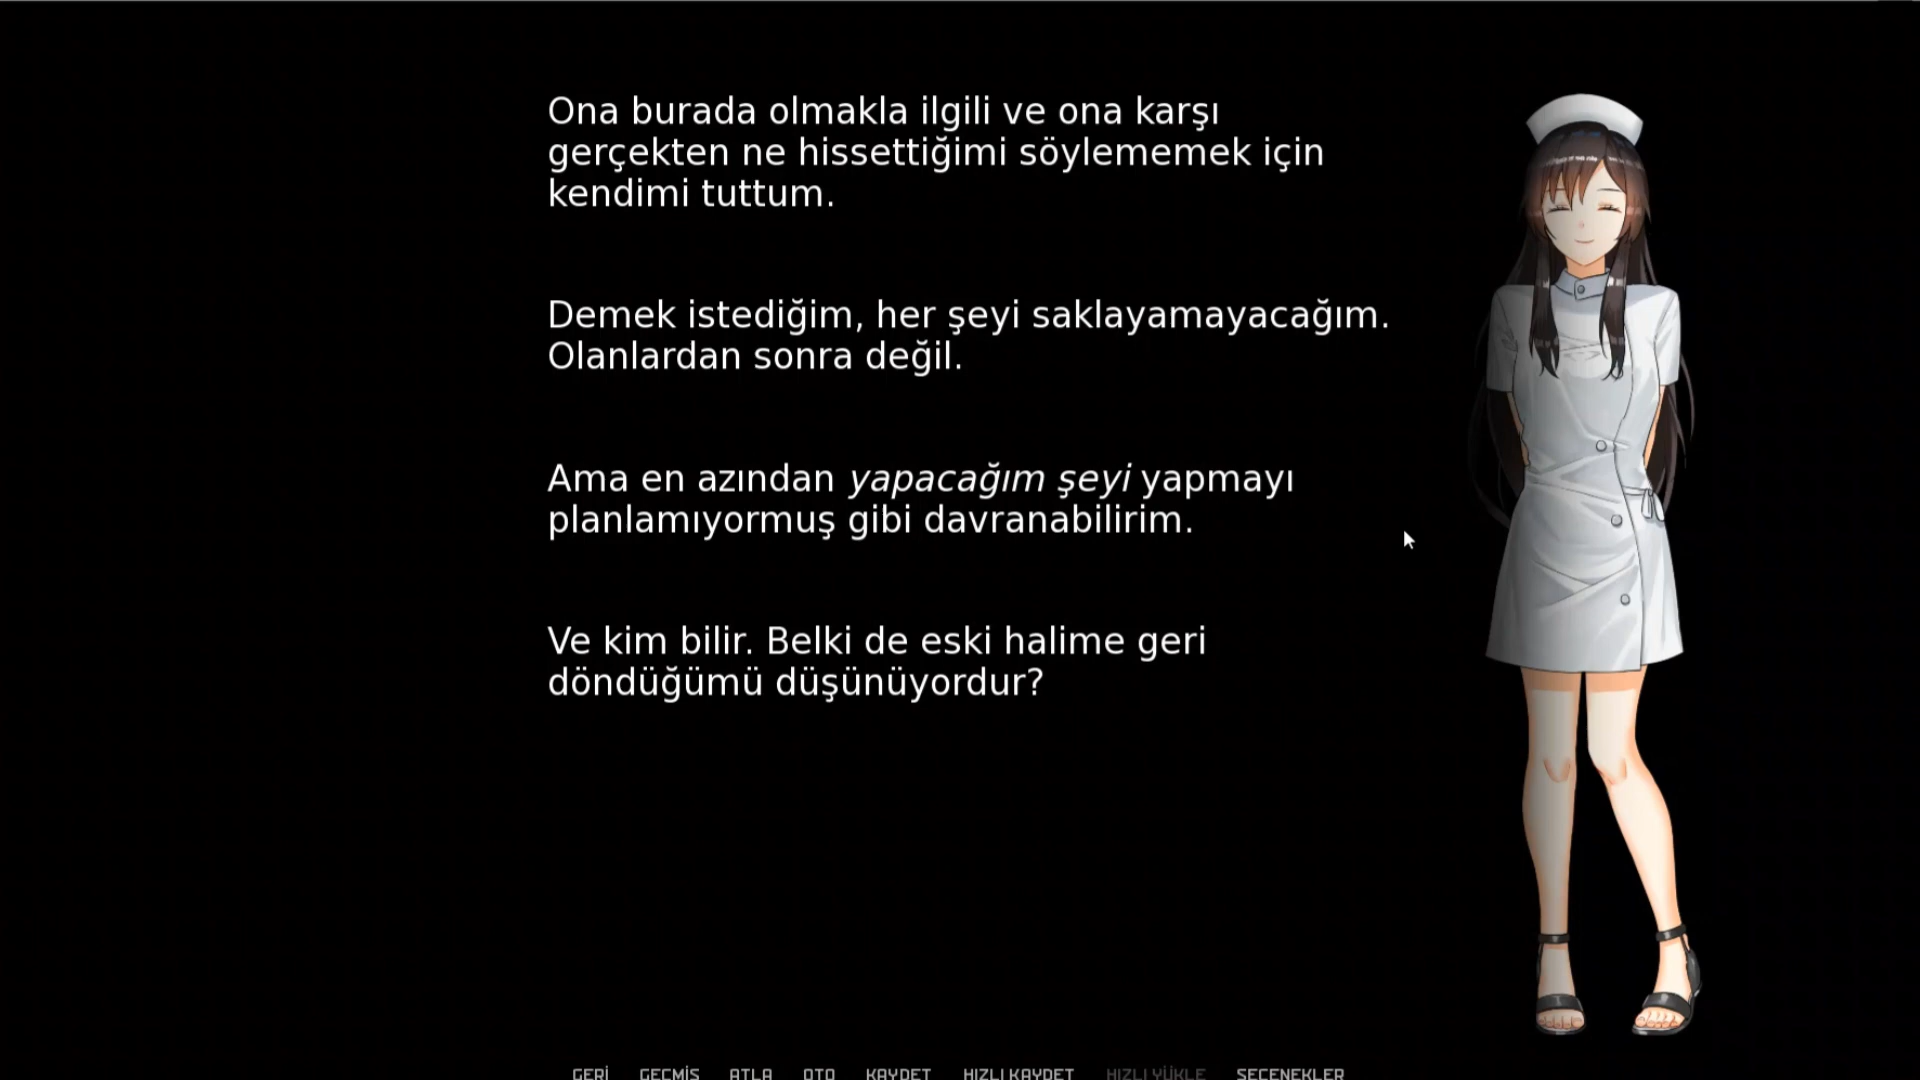 Ona burada olmakla ilgili ve ona karşı
gerçekten ne hissettiğimi söylememek için
kendimi tuttum.
Demek istediğim, her şeyi saklayamayacağım.
Olanlardan sonra değil.
Ama en azından yapacağım şeyi yapmayı
planlamıyormuş gibi davranabilirim.
Ve kim bilir. Belki de eski halime geri
döndüğümü düşünüyordur?
GERİ GEÇMİŞ ATLA OTO KAYDET HIZLI KAYDET HIZLI YÜKLE SEÇENEKLER